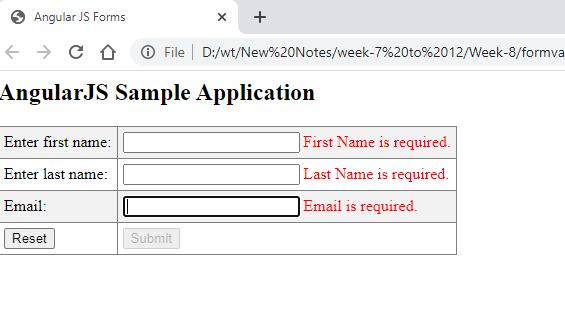 Angular JS Forms
File | D:/wt/New%20Notes/week-7%20to%2012/Week-8/formva
AngularJS Sample Application
Enter first name: First Name is required.
Enter last name: Last Name is required.
Email: Email is required.
Reset Submit